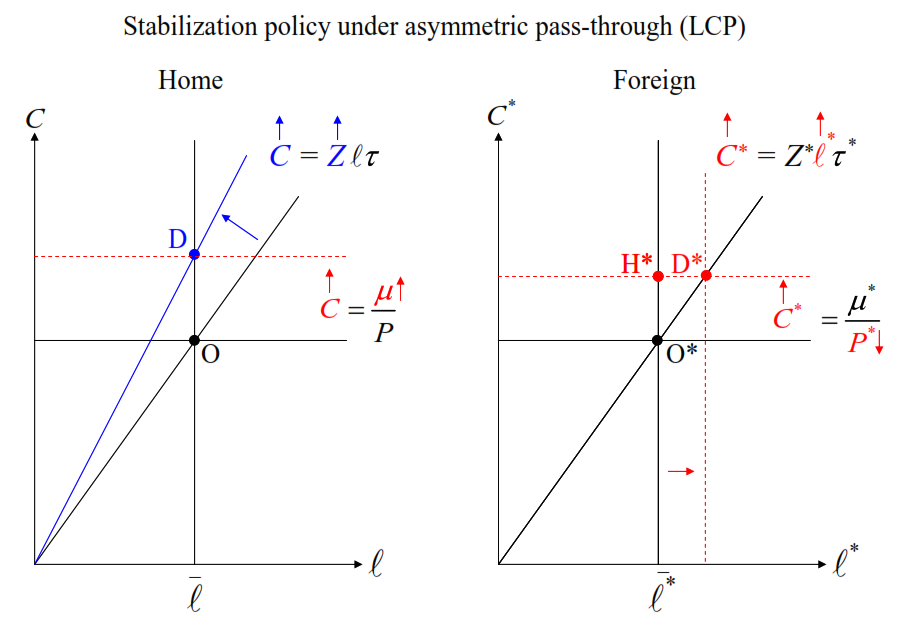 Stabilization policy under asymmetric pass-through (LCP)
Home
Foreign
C
C = Zℓτ
D
C = μ/P
O
ℓ
ℓ̄
C*
C* = Z*ℓ*τ*
H* D*
C* = μ*/P*
O*
ℓ*
ℓ̄*